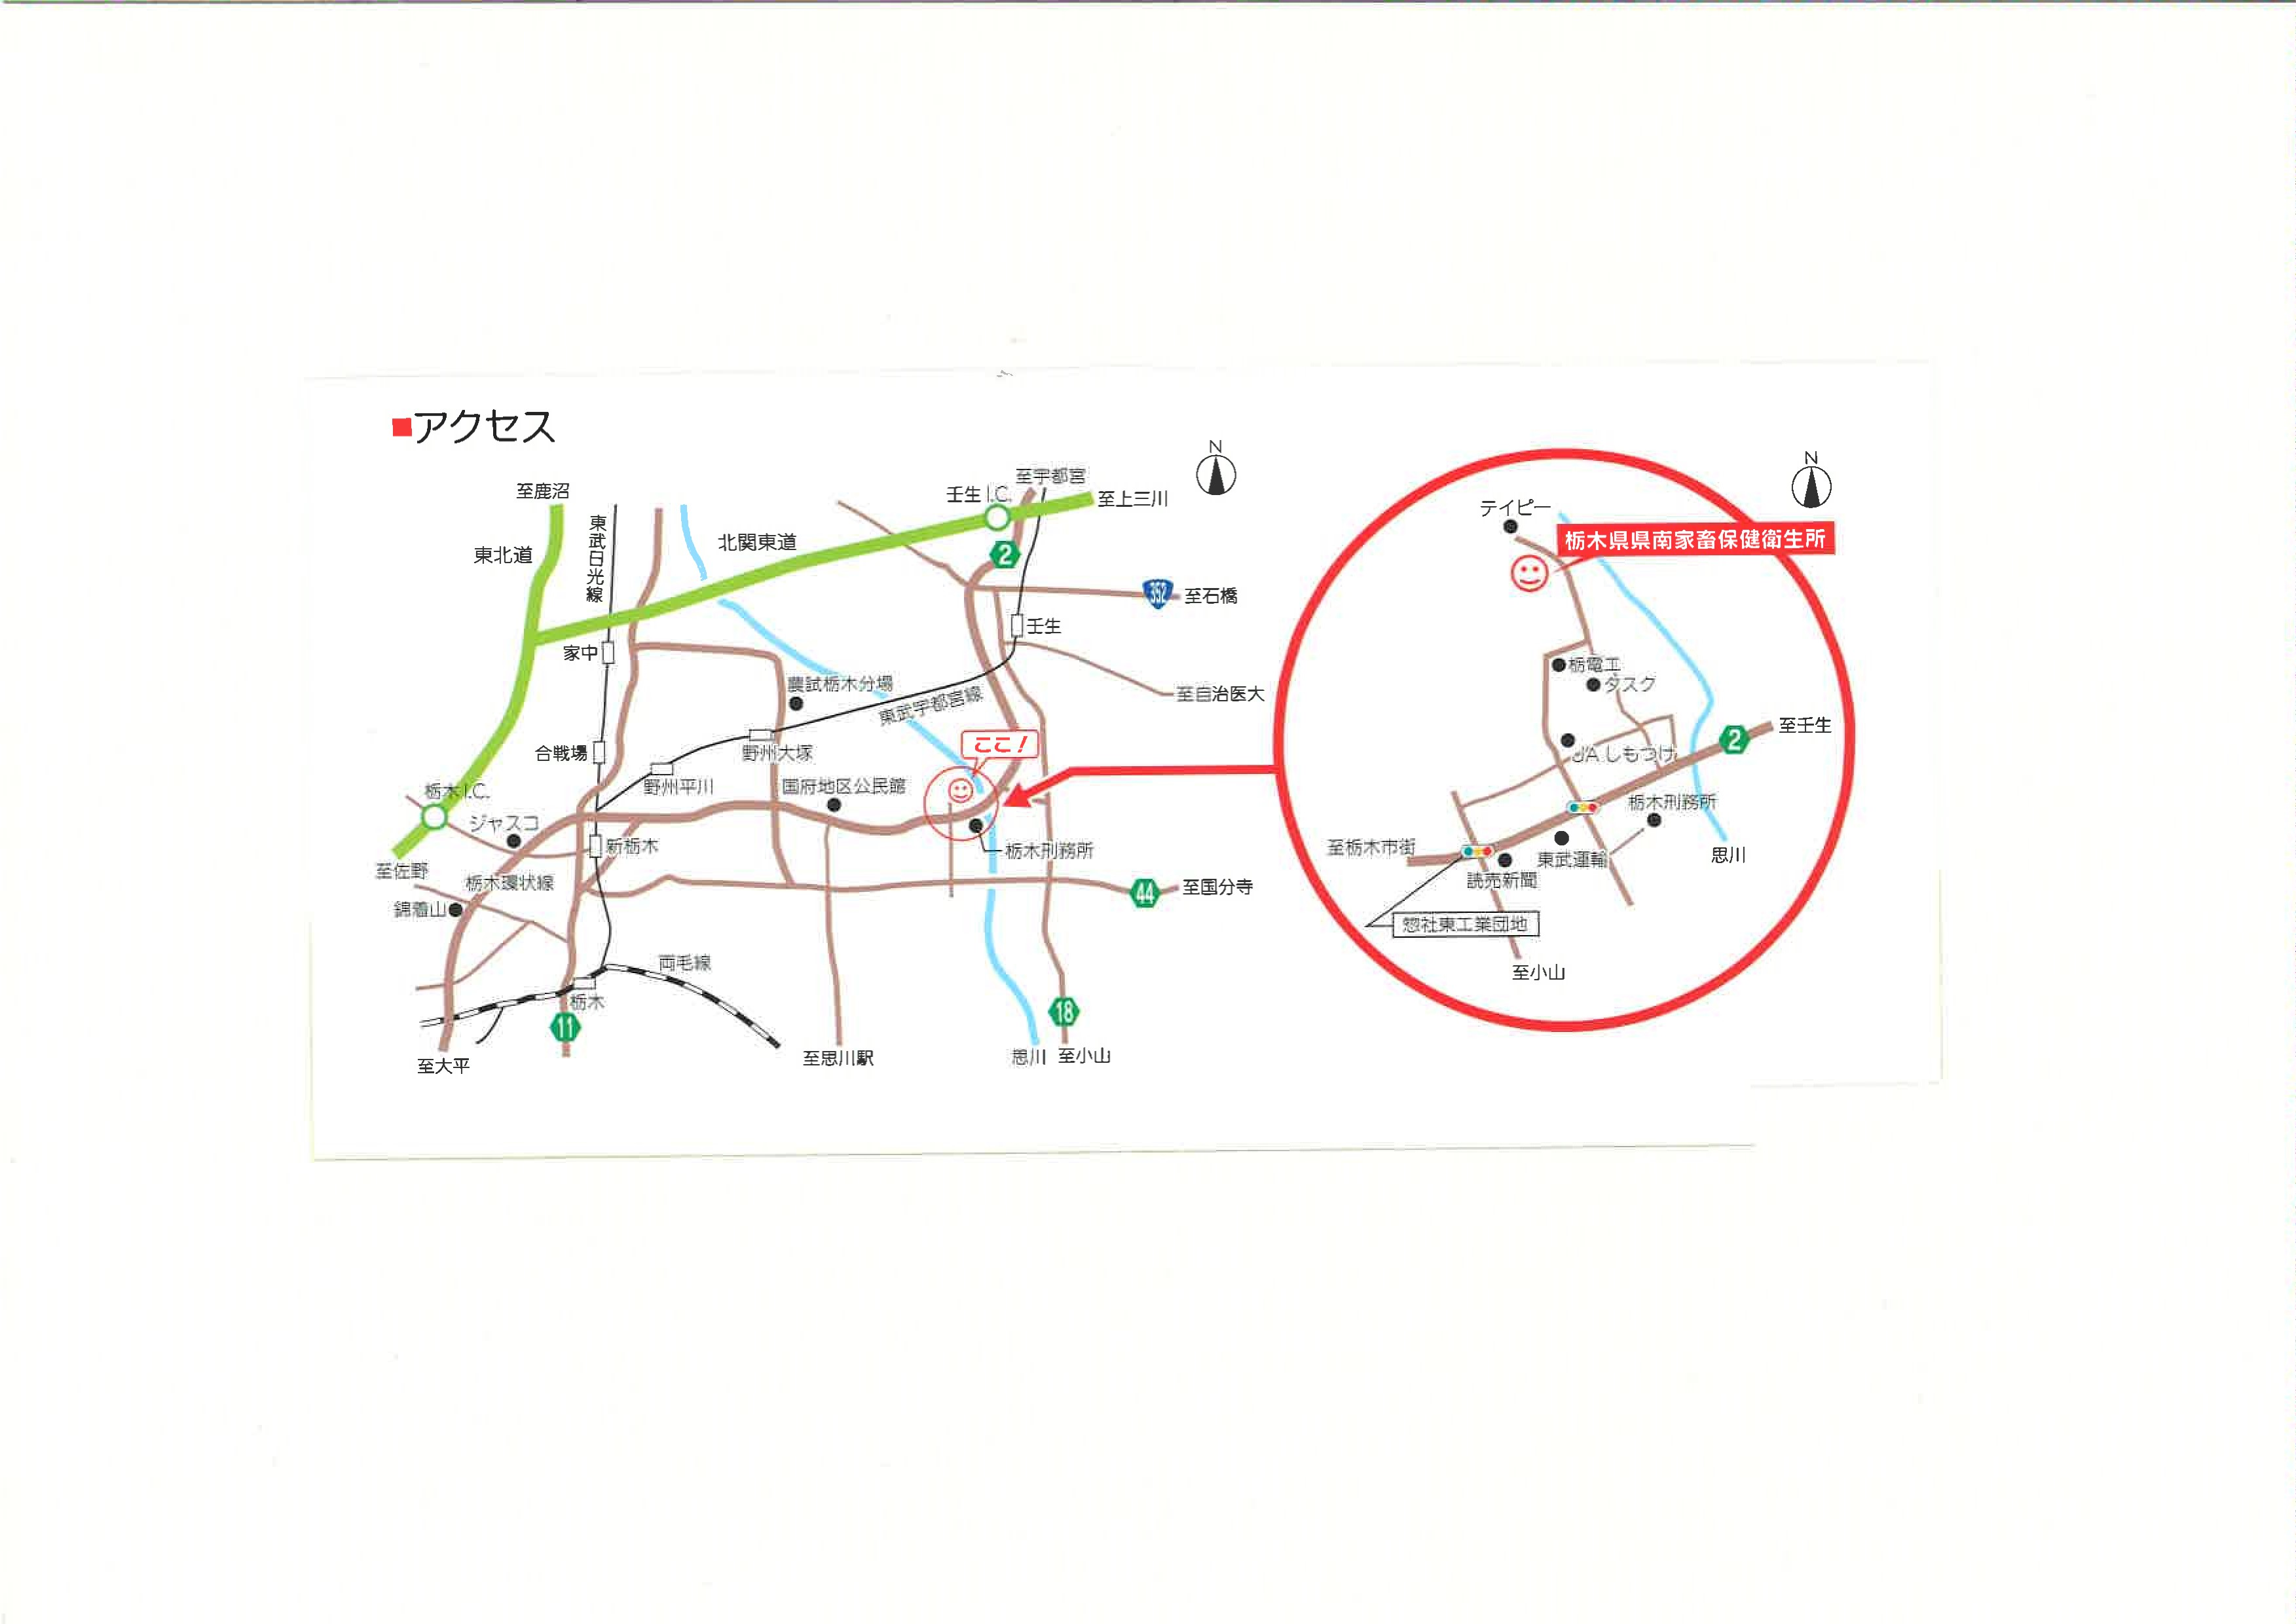 ■アクセス
至鹿沼
東北道
東武日光線
北関東道
壬生I.C.
至宇都宮
至上三川
N
2
352
至石橋
壬生
家中
農試栃木分場
東武宇都宮線
至自治医大
合戦場
野州大塚
ここ!
栃木I.C.
野州平川
国府地区公民館
ジャスコ
新栃木
栃木刑務所
至佐野
栃木環状線
44
至国分寺
錦着山
両毛線
栃木
11
18
至大平
至思川駅
思川
至小山
N
テイピー
栃木県県南家畜保健衛生所
栃電工
タスク
至壬生
2
JAしもつけ
栃木刑務所
至栃木市街
東武運輸
思川
読売新聞
惣社東工業団地
至小山